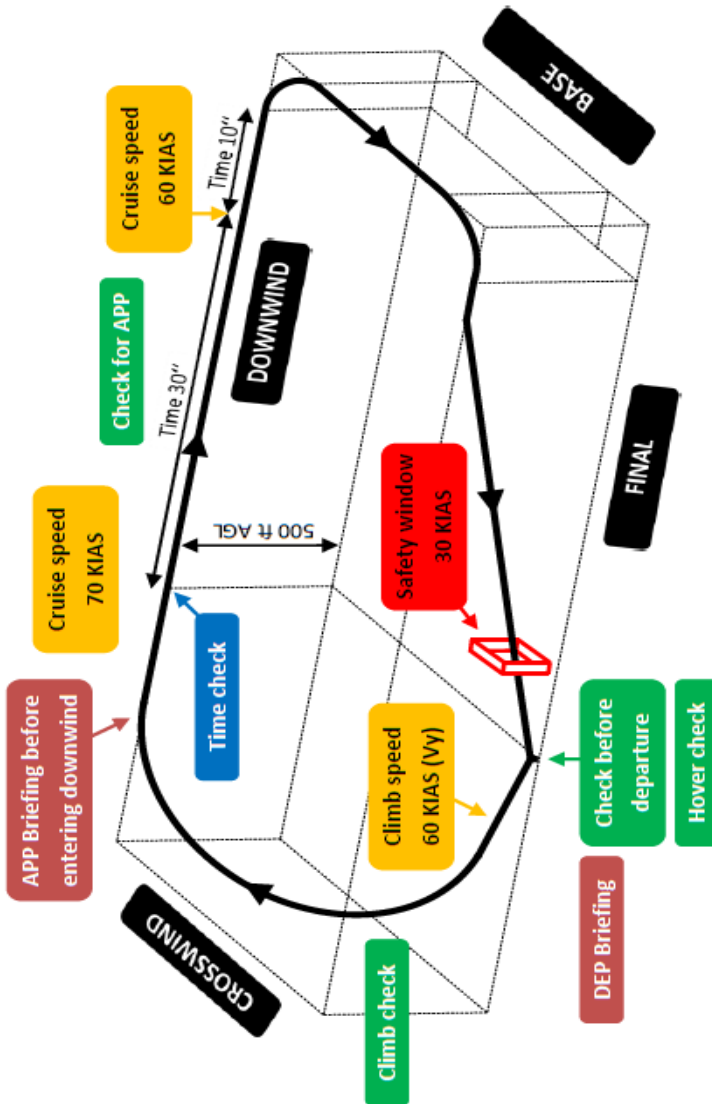 APP Briefing before
entering downwind
Cruise speed
70 KIAS
Check for APP
Cruise speed
60 KIAS
Time 30“
Time 10“
CROSSWIND
Time check
500 ft AGL
DOWNWIND
BASE
Climb check
Climb speed
60 KIAS (Vy)
Safety window
30 KIAS
FINAL
DEP Briefing
Check before
departure
Hover check